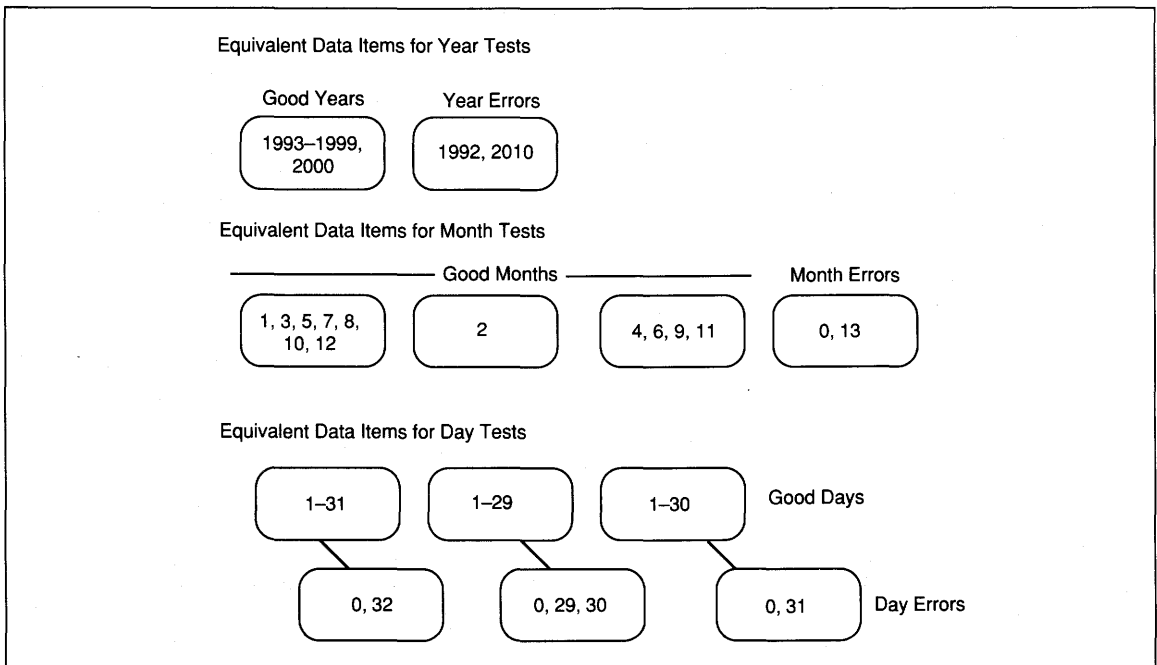 Equivalent Data Items for Year Tests
Good Years
Year Errors
1993–1999,
2000
1992, 2010
Equivalent Data Items for Month Tests
Good Months
Month Errors
1, 3, 5, 7, 8,
10, 12
2
4, 6, 9, 11
0, 13
Equivalent Data Items for Day Tests
1–31
1–29
1–30
Good Days
0, 32
0, 29, 30
0, 31
Day Errors